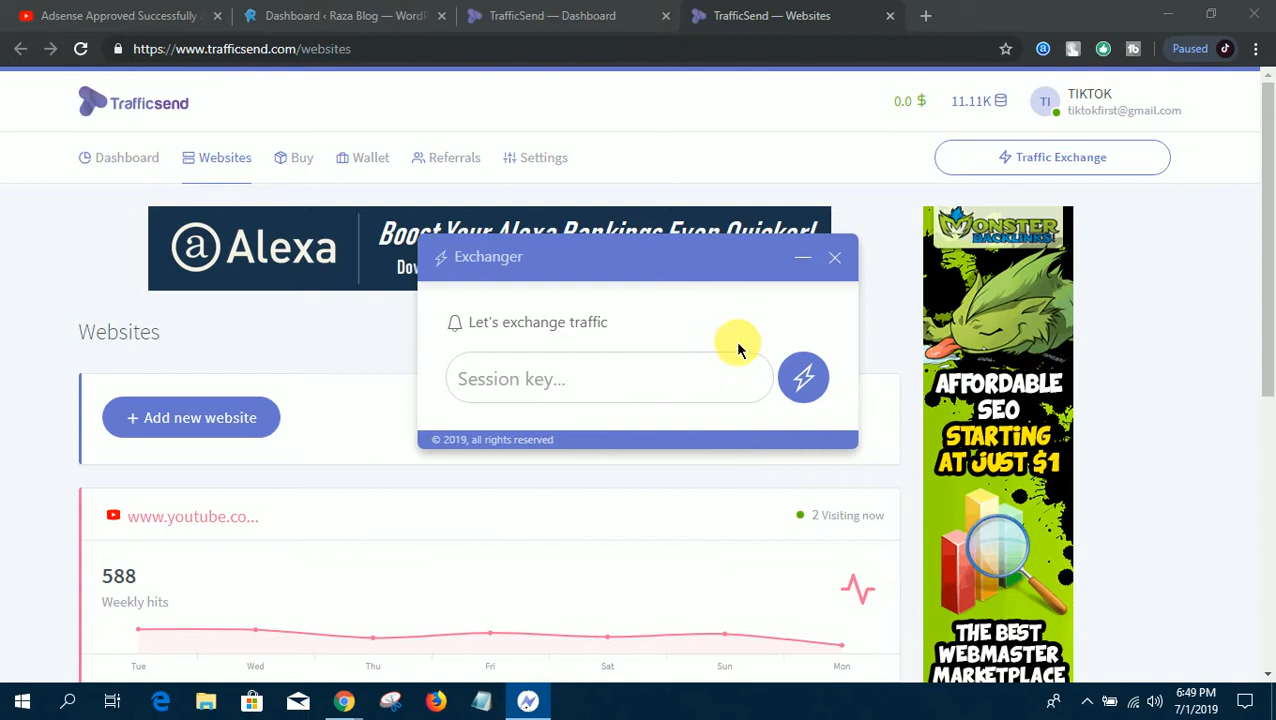 Adsense Approved Successfully 2
Dashboard ‹ Raza Blog — WordP
TrafficSend — Dashboard
TrafficSend — Websites
https://www.trafficsend.com/websites
Paused
Trafficsend
0.0 $
11.11K
TI
TIKTOK
tiktokfirst@gmail.com
Dashboard
Websites
Buy
Wallet
Referrals
Settings
Traffic Exchange
a Alexa
Boost Your Alexa Rankings Even Quicker!
Dov
MONSTER
BACKLINKS!
Exchanger
Let's exchange traffic
Session key...
© 2019, all rights reserved
Websites
+ Add new website
www.youtube.co...
2 Visiting now
588
Weekly hits
Tue
Wed
Thu
Fri
Sat
Sun
Mon
AFFORDABLE
SEO
STARTING
AT JUST $1
THE BEST
WEBMASTER
MARKETPLACE
6:49 PM
7/1/2019